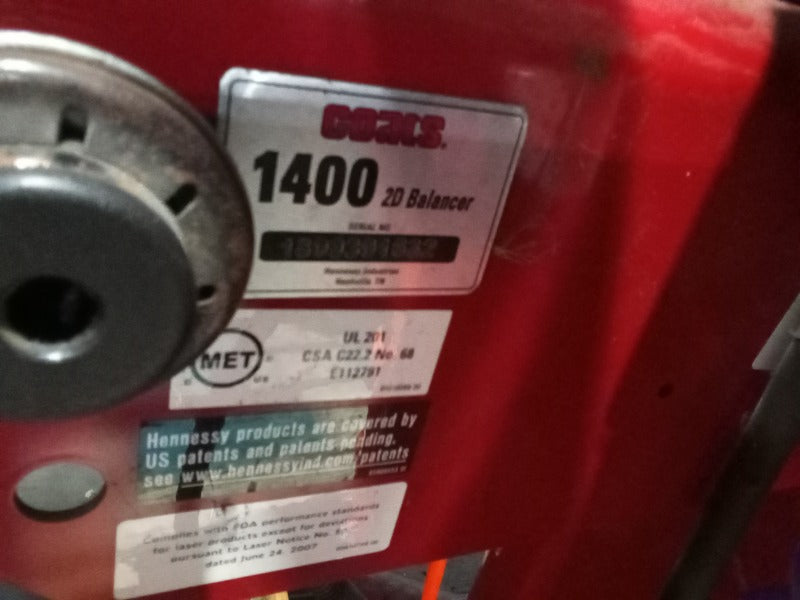 coats.
1400 2D Balancer
SERIAL NO
Hennessy Industries
Nashville TN
MET
UL 201
CSA C22.2 No. 68
E112791
Hennessy products are covered by
US patents and patents pending.
see www.hennessyind.com/patents
Complies with FDA performance standards
for laser products except for deviations
pursuant to Laser Notice No.
dated June 24, 2007